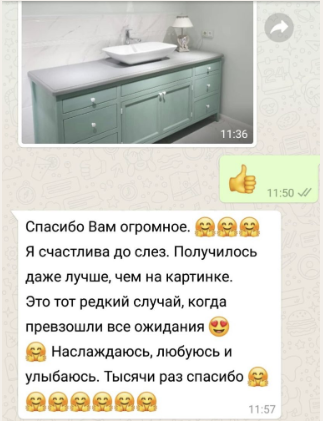 11:36
👍
11:50
Спасибо Вам огромное. 🤗🤗🤗
Я счастлива до слез. Получилось
даже лучше, чем на картинке.
Это тот редкий случай, когда
превзошли все ожидания 😍
🤗 Наслаждаюсь, любуюсь и
улыбаюсь. Тысячи раз спасибо 🤗
🤗🤗🤗🤗🤗🤗
11:57